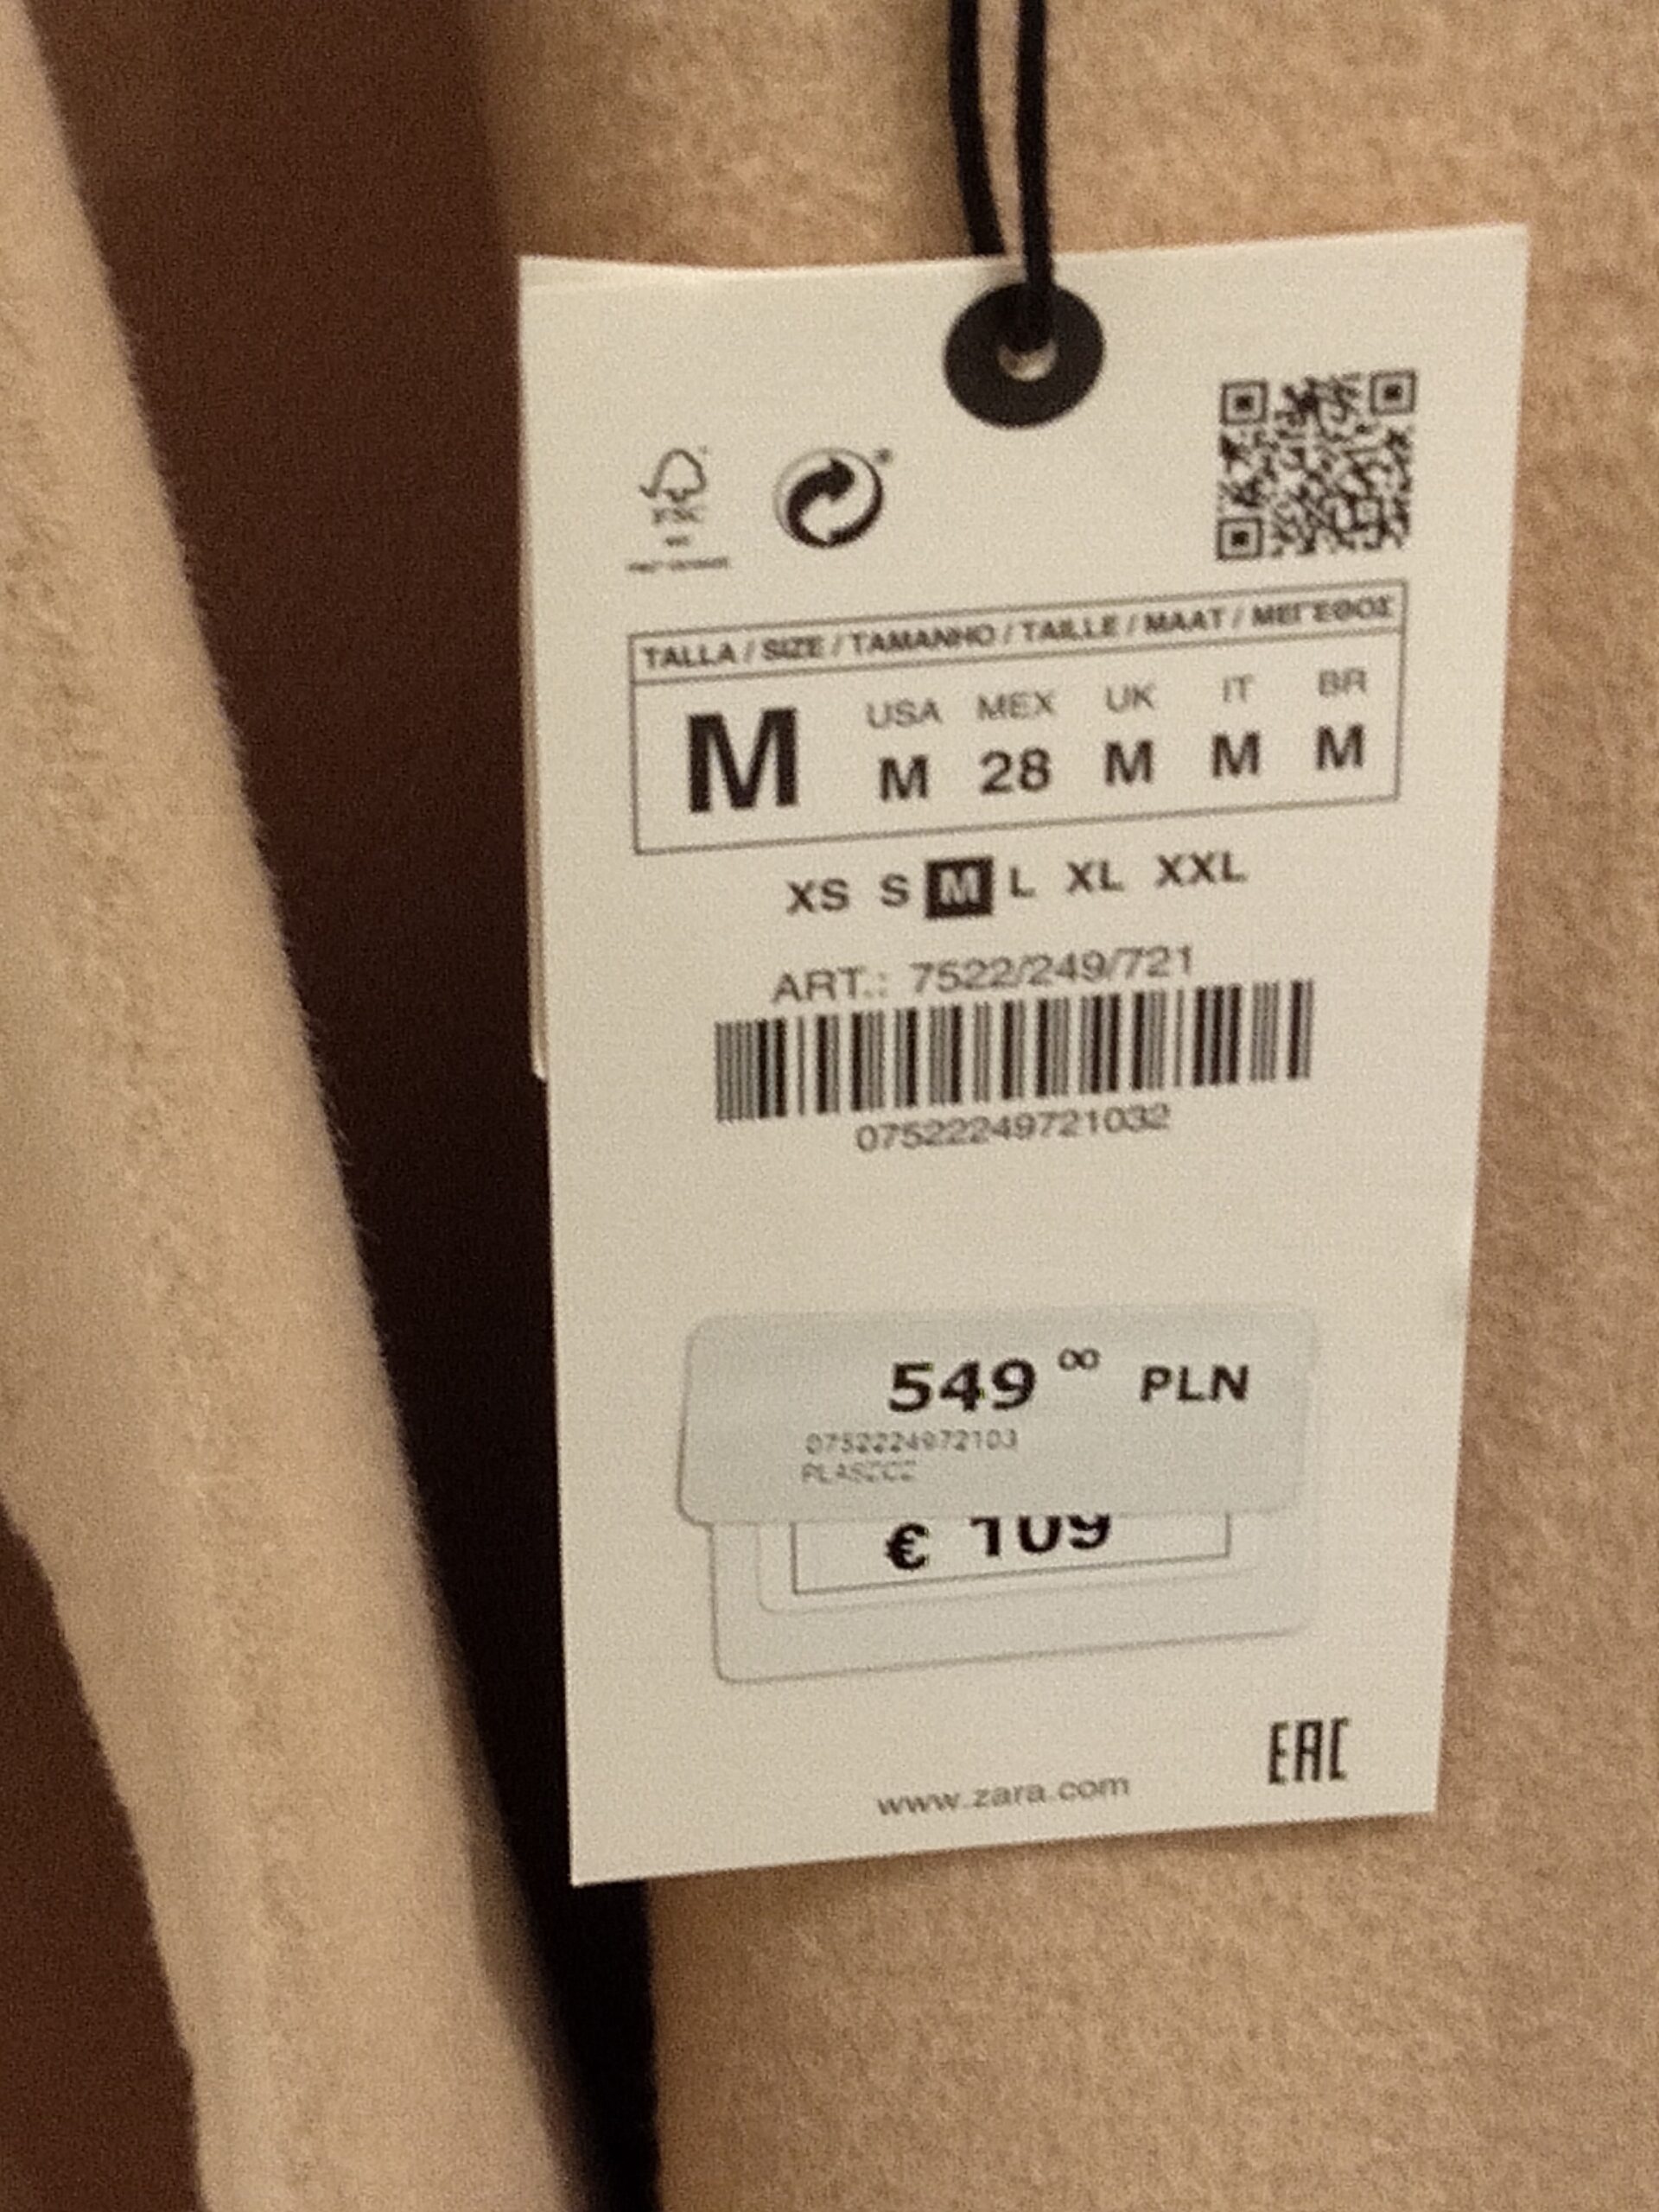 FSC
TALLA / SIZE / TAMANHO / TAILLE / MAAT / ΜΕΓΕΘΟΣ
M
USA MEX UK IT BR
M 28 M M M
XS S M L XL XXL
ART.: 7522/249/721
07522249721032
549 00 PLN
0752224972103
PLASZCZ
€ 109
www.zara.com
EAC